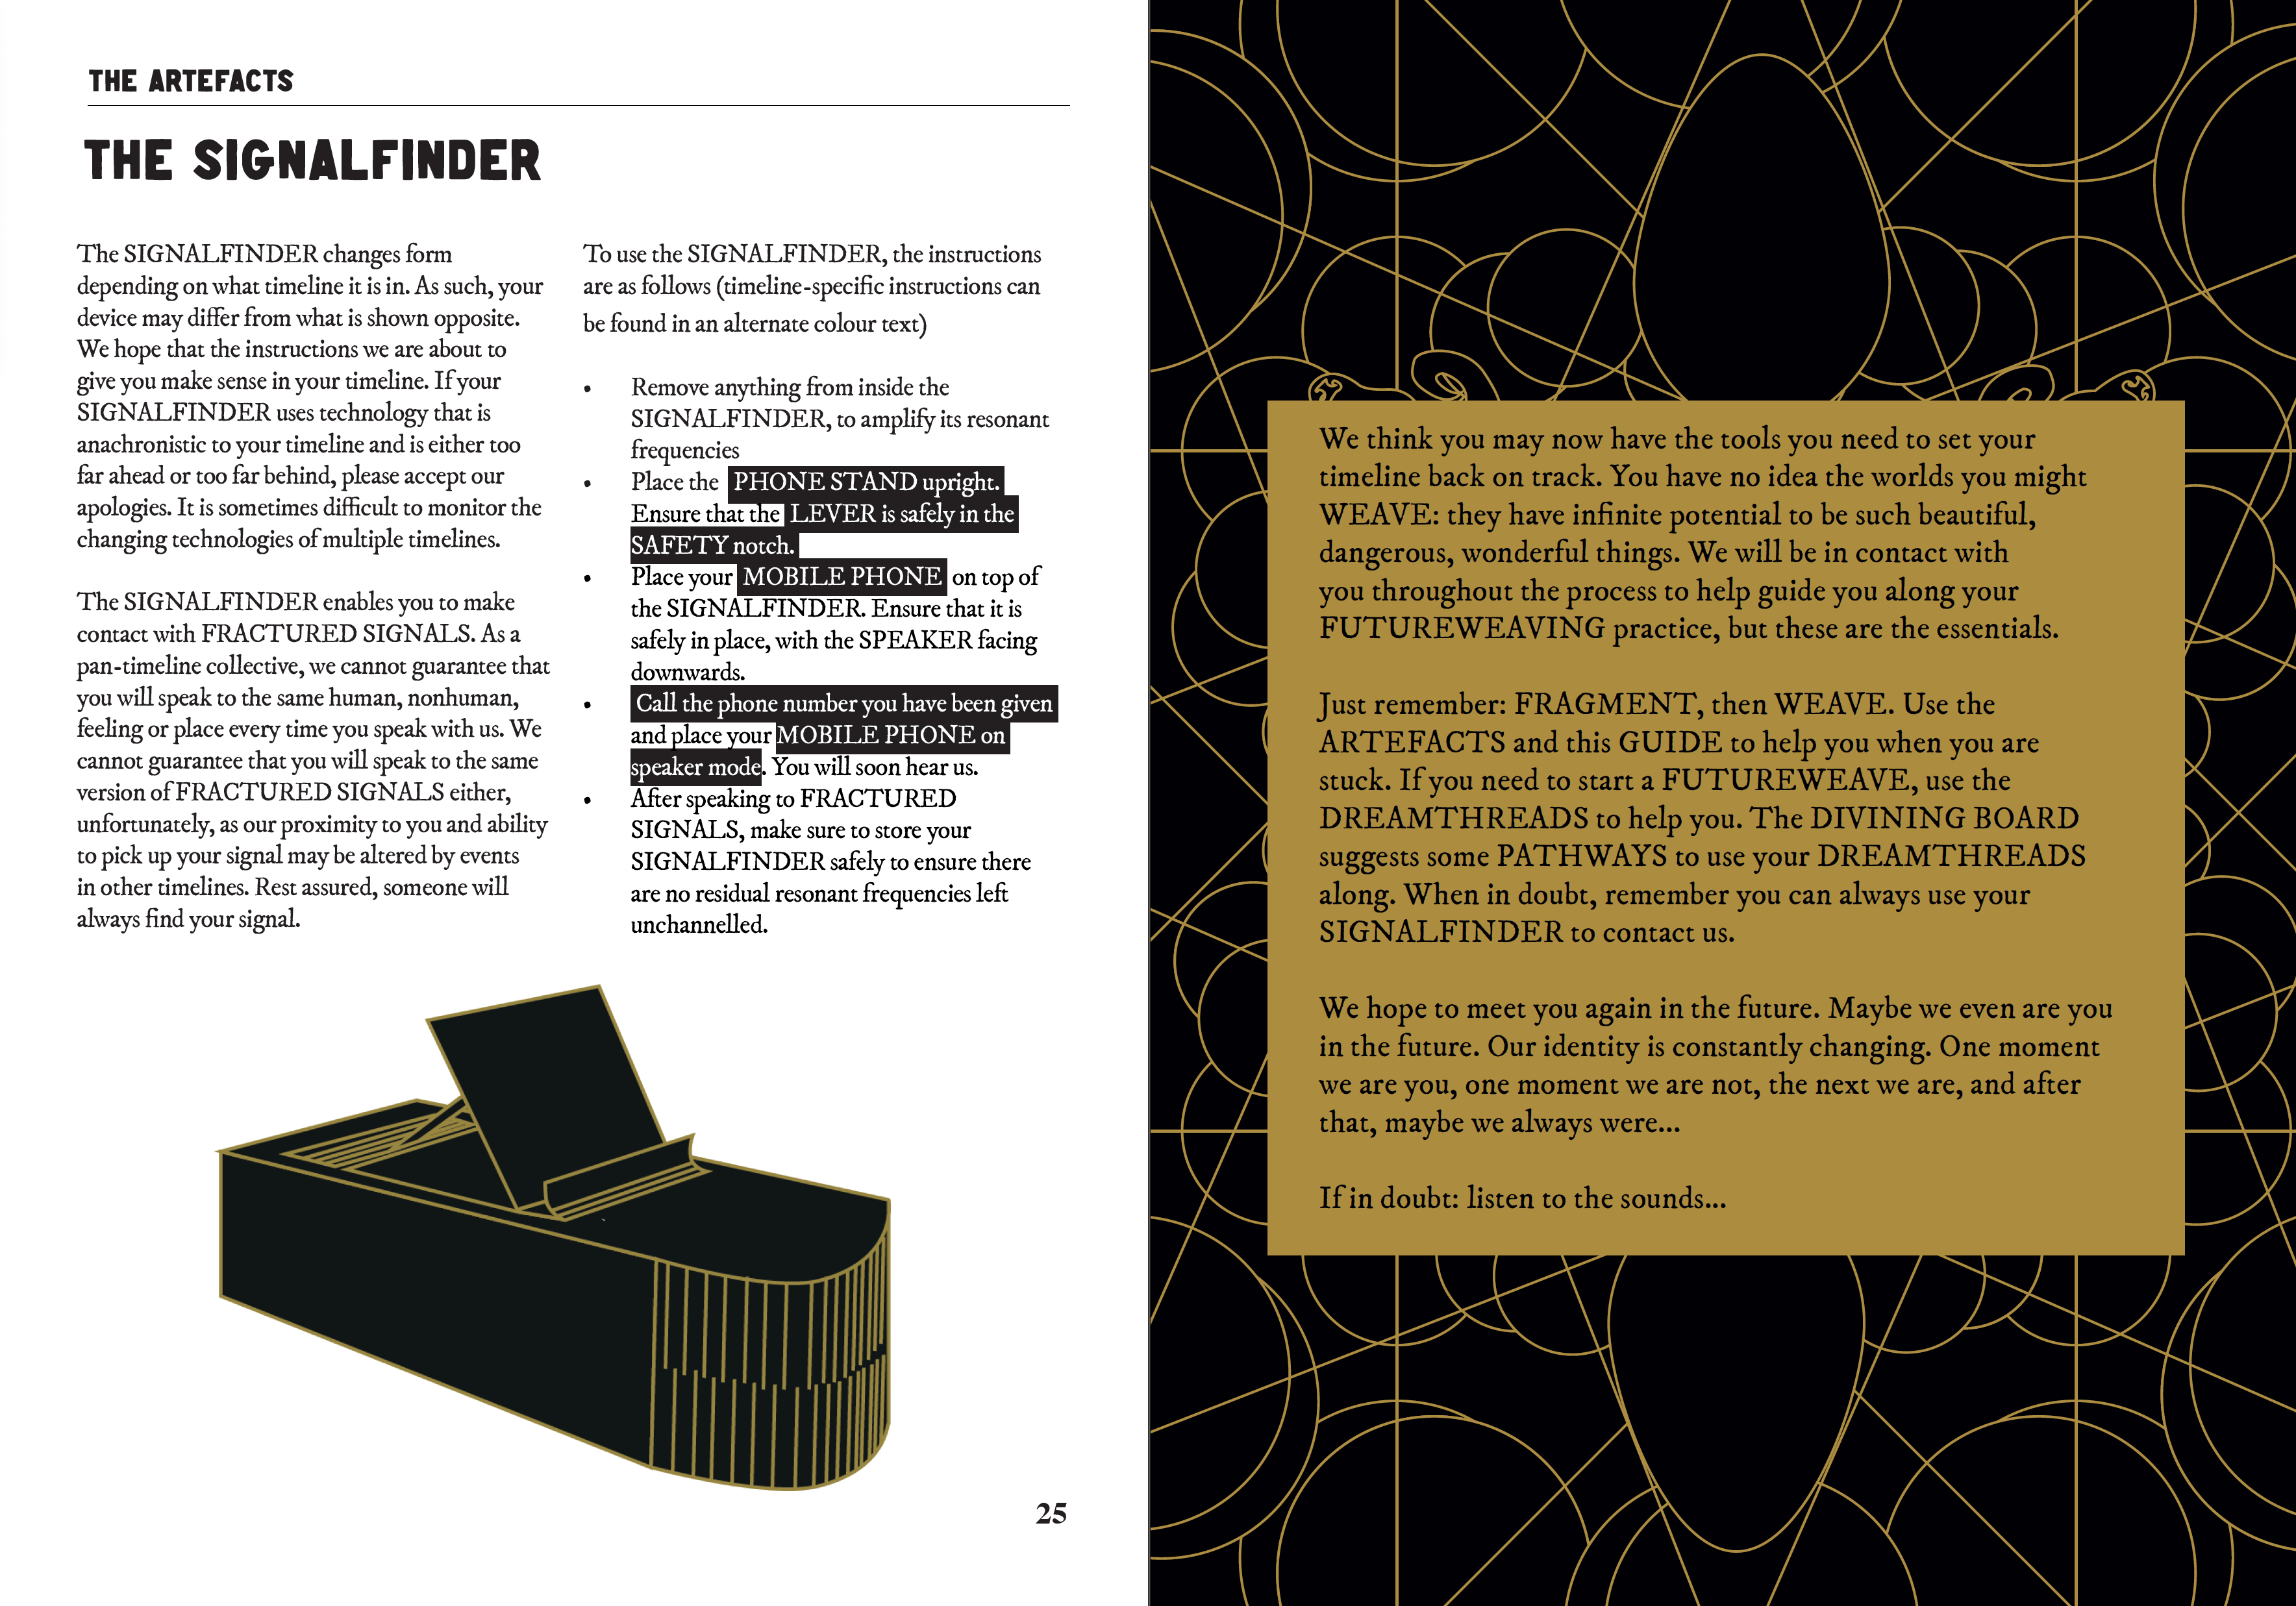 THE ARTEFACTS
THE SIGNALFINDER
The SIGNALFINDER changes form
depending on what timeline it is in. As such, your
device may differ from what is shown opposite.
We hope that the instructions we are about to
give you make sense in your timeline. If your
SIGNALFINDER uses technology that is
anachronistic to your timeline and is either too
far ahead or too far behind, please accept our
apologies. It is sometimes difficult to monitor the
changing technologies of multiple timelines.
The SIGNALFINDER enables you to make
contact with FRACTURED SIGNALS. As a
pan-timeline collective, we cannot guarantee that
you will speak to the same human, nonhuman,
feeling or place every time you speak with us. We
cannot guarantee that you will speak to the same
version of FRACTURED SIGNALS either,
unfortunately, as our proximity to you and ability
to pick up your signal may be altered by events
in other timelines. Rest assured, someone will
always find your signal.
To use the SIGNALFINDER, the instructions
are as follows (timeline-specific instructions can
be found in an alternate colour text)
• Remove anything from inside the
SIGNALFINDER, to amplify its resonant
frequencies
• Place the PHONE STAND upright.
Ensure that the LEVER is safely in the
SAFETY notch.
• Place your MOBILE PHONE on top of
the SIGNALFINDER. Ensure that it is
safely in place, with the SPEAKER facing
downwards.
• Call the phone number you have been given
and place your MOBILE PHONE on
speaker mode. You will soon hear us.
• After speaking to FRACTURED
SIGNALS, make sure to store your
SIGNALFINDER safely to ensure there
are no residual resonant frequencies left
unchannelled.
25
We think you may now have the tools you need to set your
timeline back on track. You have no idea the worlds you might
WEAVE: they have infinite potential to be such beautiful,
dangerous, wonderful things. We will be in contact with
you throughout the process to help guide you along your
FUTUREWEAVING practice, but these are the essentials.
Just remember: FRAGMENT, then WEAVE. Use the
ARTEFACTS and this GUIDE to help you when you are
stuck. If you need to start a FUTUREWEAVE, use the
DREAMTHREADS to help you. The DIVINING BOARD
suggests some PATHWAYS to use your DREAMTHREADS
along. When in doubt, remember you can always use your
SIGNALFINDER to contact us.
We hope to meet you again in the future. Maybe we even are you
in the future. Our identity is constantly changing. One moment
we are you, one moment we are not, the next we are, and after
that, maybe we always were...
If in doubt: listen to the sounds...